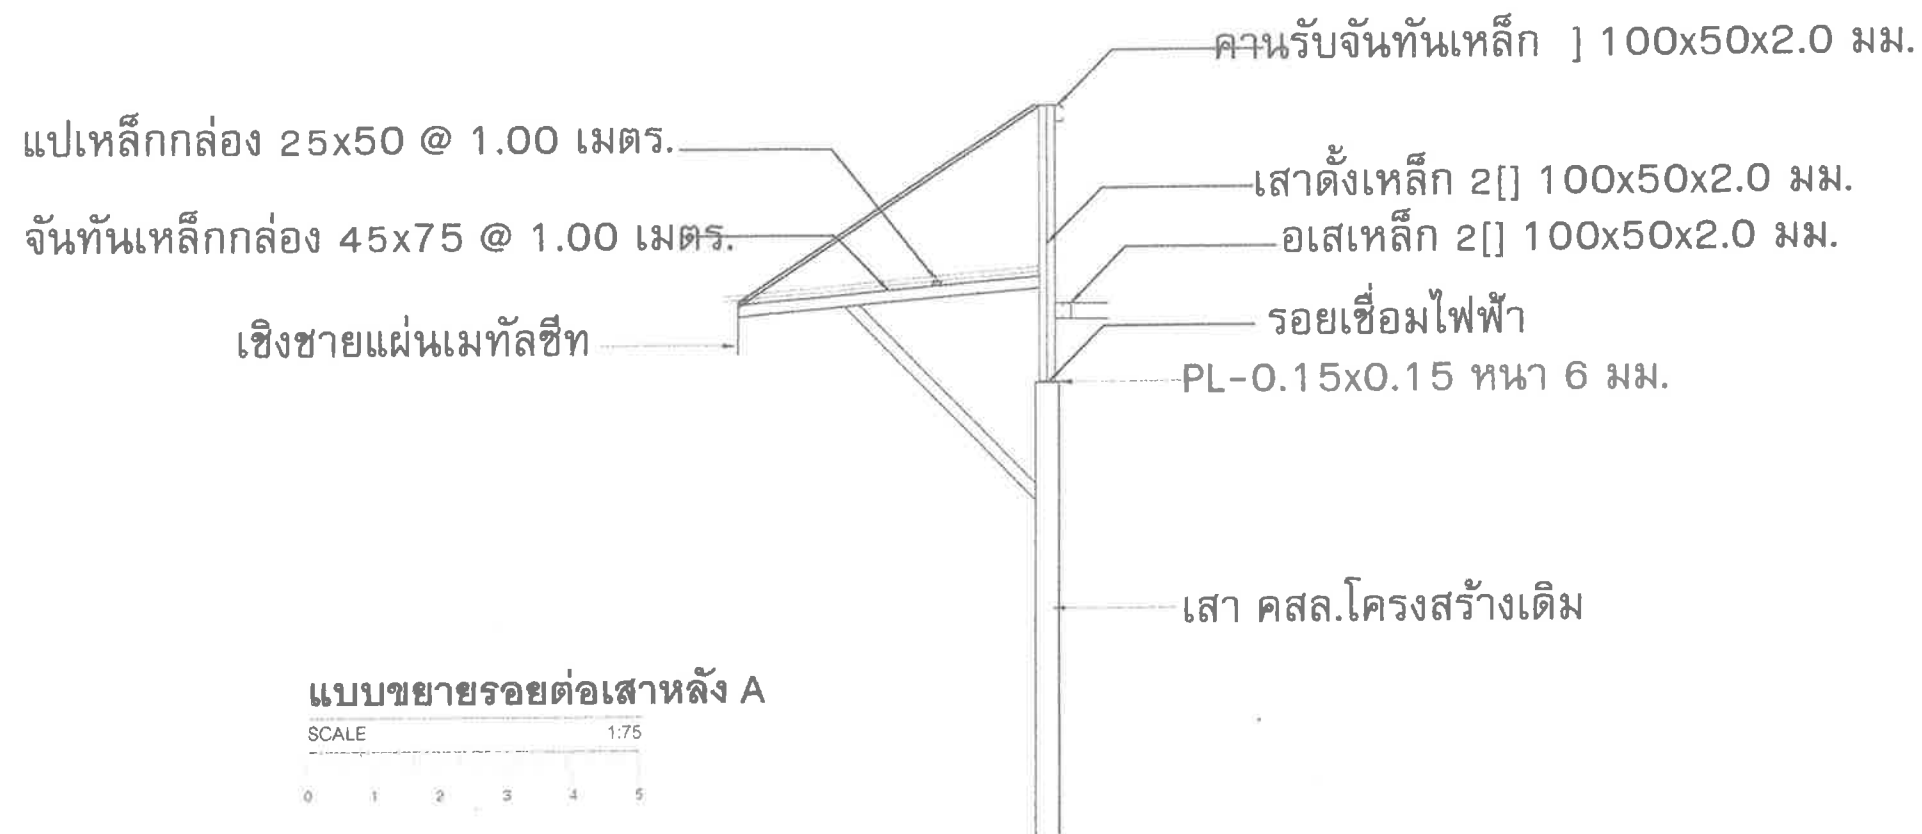 คานรับจันทันเหล็ก ] 100x50x2.0 มม.
แปเหล็กกล่อง 25x50 @ 1.00 เมตร.
เสาดั้งเหล็ก 2[] 100x50x2.0 มม.
จันทันเหล็กกล่อง 45x75 @ 1.00 เมตร.
อเสเหล็ก 2[] 100x50x2.0 มม.
เชิงชายแผ่นเมทัลซีท
รอยเชื่อมไฟฟ้า
PL-0.15x0.15 หนา 6 มม.
เสา คสล.โครงสร้างเดิม
แบบขยายรอยต่อเสาหลัง A
SCALE 1:75
0 1 2 3 4 5